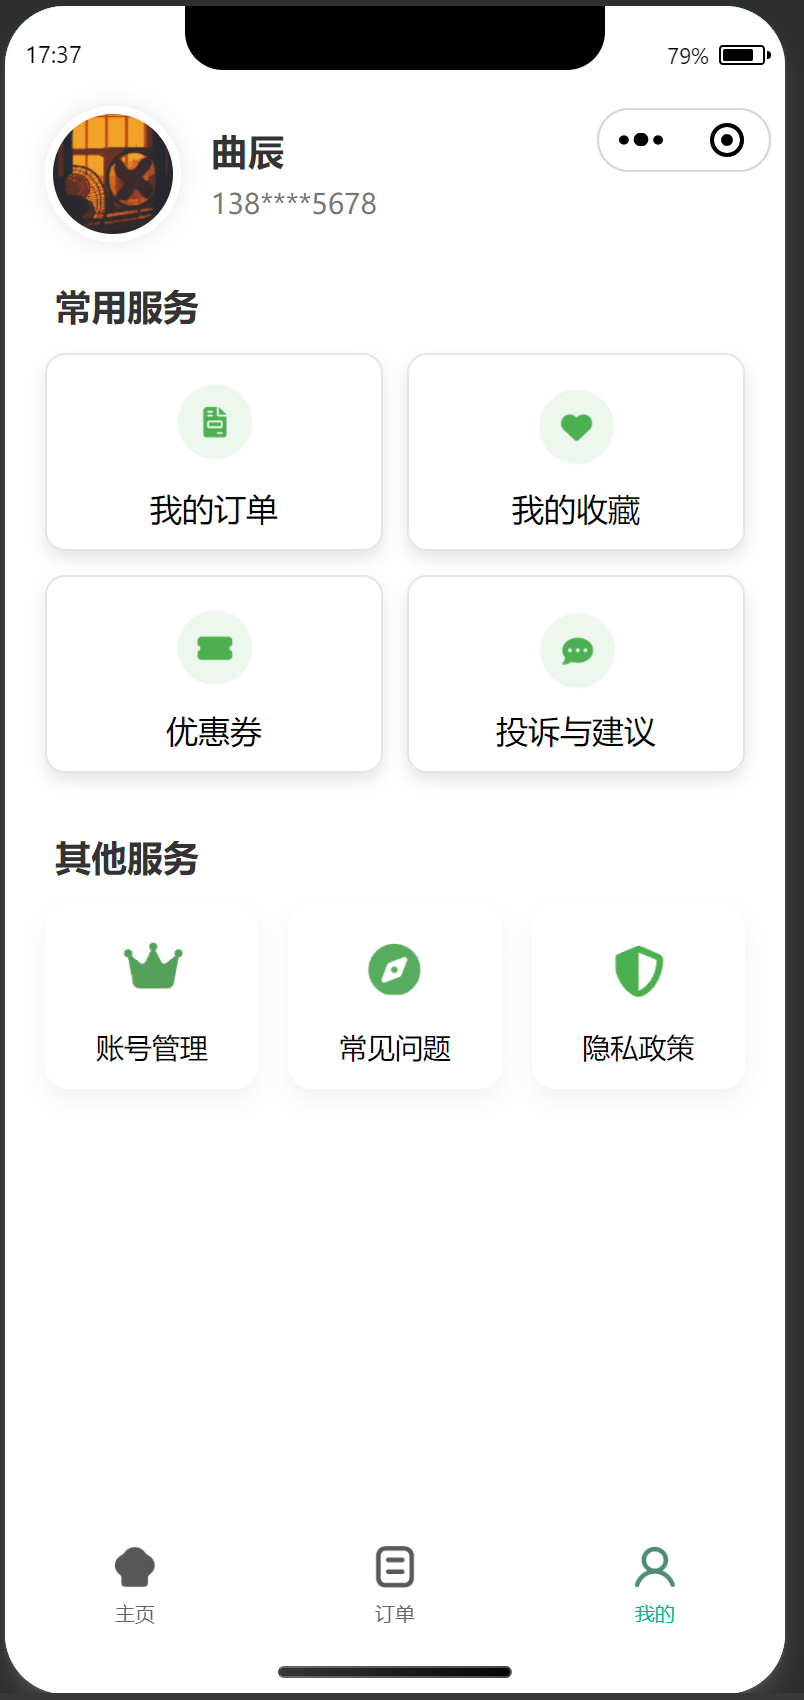 17:37
79%
曲辰
138****5678
常用服务
我的订单
我的收藏
优惠券
投诉与建议
其他服务
账号管理
常见问题
隐私政策
主页
订单
我的